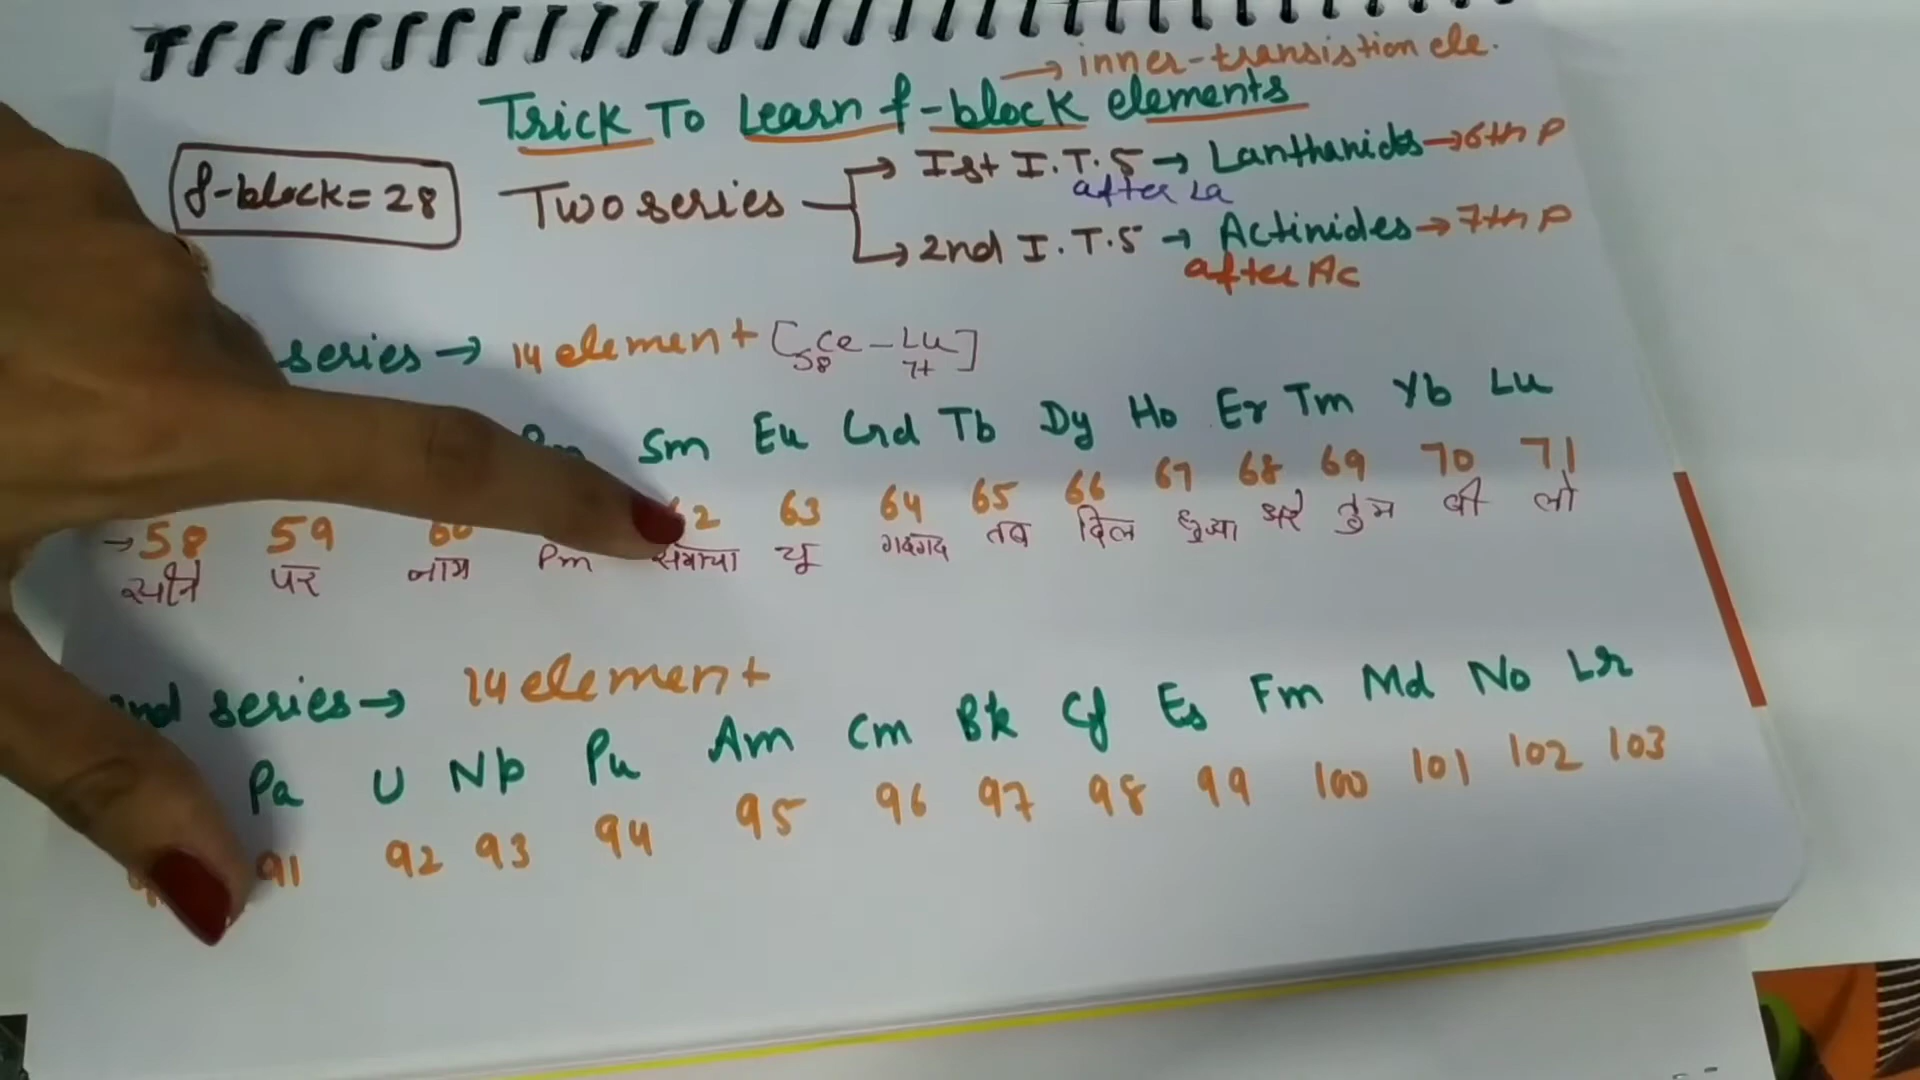 → inner-transistion ele.
Trick To Learn f-block elements
f-block = 28
Two series
→ Ist I.T.S → Lanthanides → 6th P
after La
→ 2nd I.T.S → Actinides → 7th P
after Ac
series → 14 element [58Ce - Lu71]
Sm Eu Gd Tb Dy Ho Er Tm Yb Lu
→ 58 59 60 62 63 64 65 66 67 68 69 70 71
पर नाम Pm यू गदगद तब दिल हुआ अरे तुम बी लो
2nd series → 14 element
Pa U Np Pu Am Cm Bk Cf Es Fm Md No Lr
91 92 93 94 95 96 97 98 99 100 101 102 103